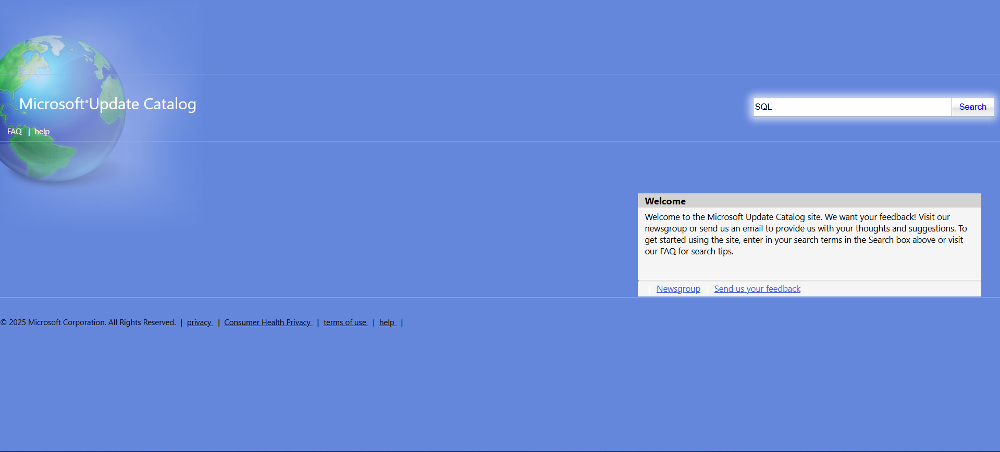 Microsoft®Update Catalog
SQL
Search
FAQ | help
Welcome
Welcome to the Microsoft Update Catalog site. We want your feedback! Visit our
newsgroup or send us an email to provide us with your thoughts and suggestions. To
get started using the site, enter in your search terms in the Search box above or visit
our FAQ for search tips.
| Newsgroup | Send us your feedback
© 2025 Microsoft Corporation. All Rights Reserved. | privacy | Consumer Health Privacy | terms of use | help |